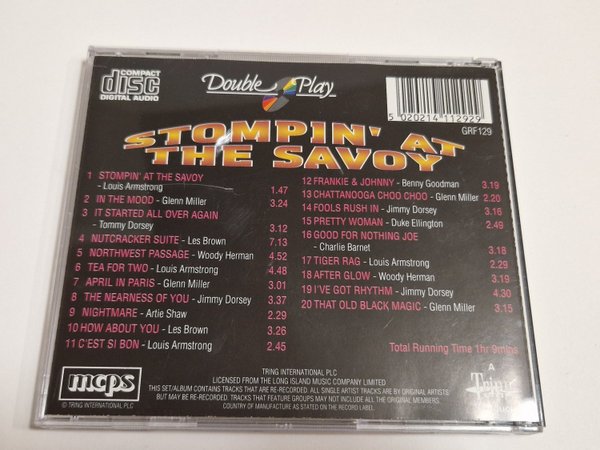 COMPACT
disc
DIGITAL AUDIO
Double Play
5 020214 112929
GRF129
STOMPIN' AT
THE SAVOY
1 STOMPIN' AT THE SAVOY
- Louis Armstrong 1.47
2 IN THE MOOD - Glenn Miller 3.24
3 IT STARTED ALL OVER AGAIN
- Tommy Dorsey 3.12
4 NUTCRACKER SUITE - Les Brown 7.13
5 NORTHWEST PASSAGE - Woody Herman 4.52
6 TEA FOR TWO - Louis Armstrong 4.48
7 APRIL IN PARIS - Glenn Miller 3.01
8 THE NEARNESS OF YOU - Jimmy Dorsey 3.37
9 NIGHTMARE - Artie Shaw 2.29
10 HOW ABOUT YOU - Les Brown 3.26
11 C'EST SI BON - Louis Armstrong 2.45
12 FRANKIE & JOHNNY - Benny Goodman 3.19
13 CHATTANOOGA CHOO CHOO - Glenn Miller 2.20
14 FOOLS RUSH IN - Jimmy Dorsey 3.16
15 PRETTY WOMAN - Duke Ellington 2.49
16 GOOD FOR NOTHING JOE
- Charlie Barnet 3.18
17 TIGER RAG - Louis Armstrong 2.29
18 AFTER GLOW - Woody Herman 3.19
19 I'VE GOT RHYTHM - Jimmy Dorsey 4.30
20 THAT OLD BLACK MAGIC - Glenn Miller 3.15
Total Running Time 1hr 9mins
mcps
© TRING INTERNATIONAL PLC
TRING INTERNATIONAL PLC
LICENSED FROM THE LONG ISLAND MUSIC COMPANY LIMITED
THIS SET/ALBUM CONTAINS TRACKS THAT ARE RE-RECORDED. ALL SINGLE ARTIST TRACKS ARE BY ORIGINAL ARTISTS
BUT MAY BE RE-RECORDED. TRACKS THAT FEATURE GROUPS MAY NOT INCLUDE ALL THE ORIGINAL MEMBERS.
COUNTRY OF MANUFACTURE AS STATED ON THE RECORD LABEL.
A
Tring